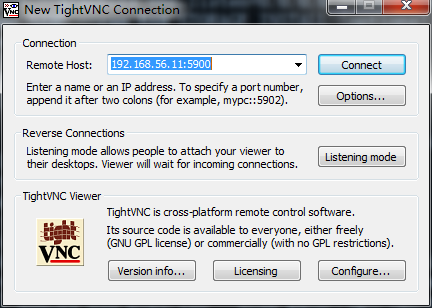 New TightVNC Connection
Connection
Remote Host:
192.168.56.11:5900
Connect
Enter a name or an IP address. To specify a port number,
append it after two colons (for example, mypc::5902).
Options...
Reverse Connections
Listening mode allows people to attach your viewer to
their desktops. Viewer will wait for incoming connections.
Listening mode
TightVNC Viewer
tight
VNC
TightVNC is cross-platform remote control software.
Its source code is available to everyone, either freely
(GNU GPL license) or commercially (with no GPL restrictions).
Version info...
Licensing
Configure...